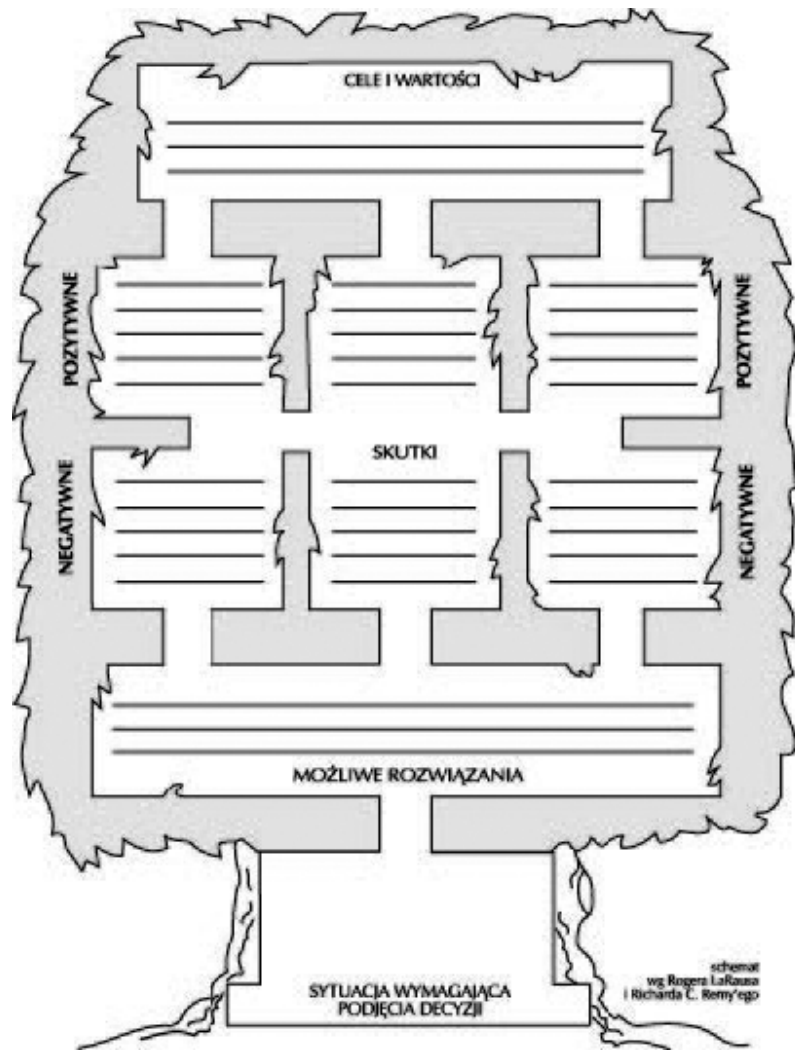 CELE I WARTOŚCI
POZYTYWNE
POZYTYWNE
SKUTKI
NEGATYWNE
NEGATYWNE
MOŻLIWE ROZWIĄZANIA
SYTUACJA WYMAGAJĄCA
PODJĘCIA DECYZJI
schemat
wg Rogera LaRausa
i Richarda C. Remy'ego